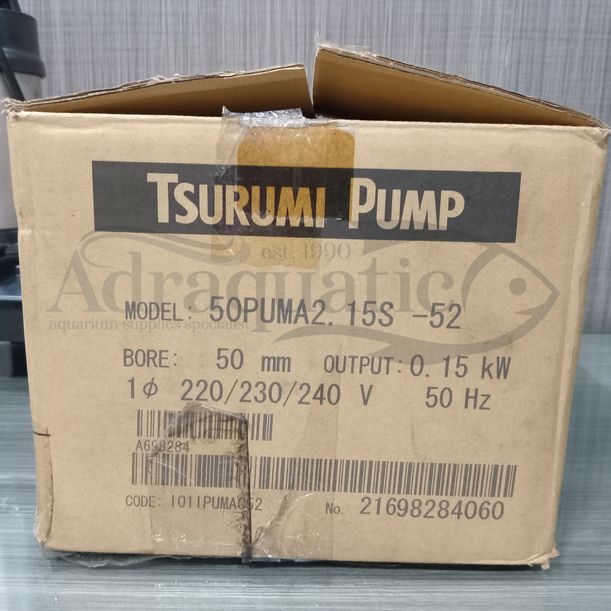 TSURUMI PUMP
est. 1990
Adraquatic
aquarium supplies specialist
MODEL: 50PUMA2.15S -52
BORE: 50 mm OUTPUT: 0.15 kW
1φ 220/230/240 V 50 Hz
A698284
CODE: I01IPUMAC52 No. 21698284060